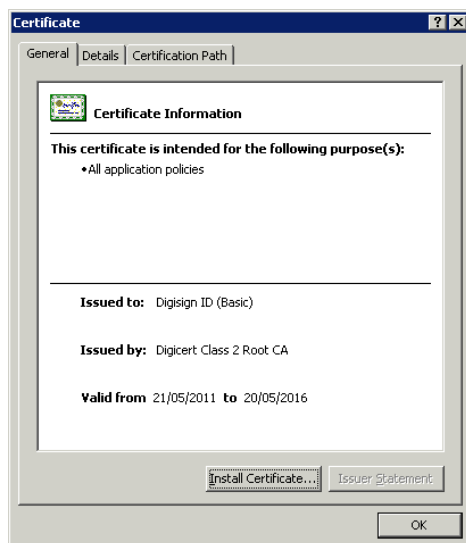 Certificate
General Details Certification Path
Certificate Information
This certificate is intended for the following purpose(s):
•All application policies
Issued to: Digisign ID (Basic)
Issued by: Digicert Class 2 Root CA
Valid from 21/05/2011 to 20/05/2016
Install Certificate... Issuer Statement
OK